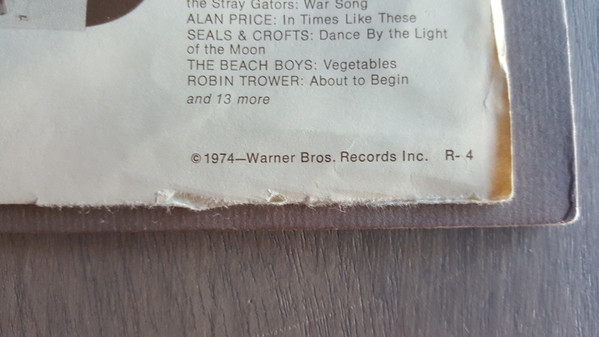 the Stray Gators: War Song
ALAN PRICE: In Times Like These
SEALS & CROFTS: Dance By the Light
of the Moon
THE BEACH BOYS: Vegetables
ROBIN TROWER: About to Begin
and 13 more
©1974—Warner Bros. Records Inc. R- 4